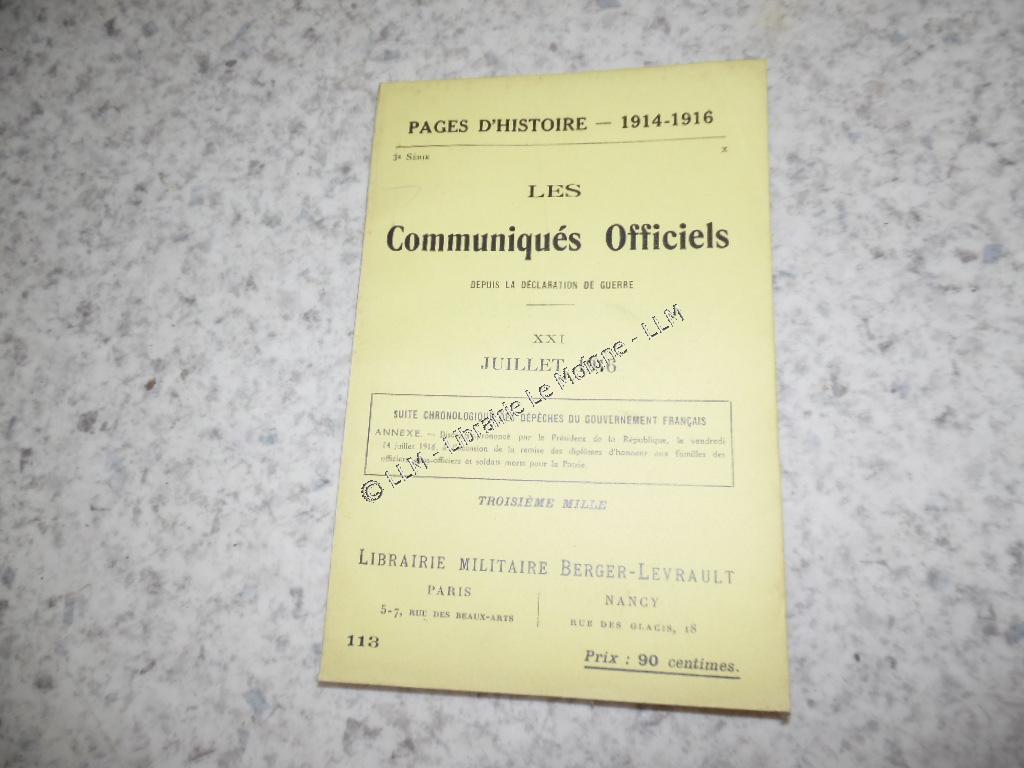 PAGES D'HISTOIRE — 1914-1916
3e SÉRIE X
LES
Communiqués Officiels
DEPUIS LA DÉCLARATION DE GUERRE
XXI
JUILLET 1916
SUITE CHRONOLOGIQUE DES DÉPÊCHES DU GOUVERNEMENT FRANÇAIS
ANNEXE. — Discours prononcé par le Président de la République, le vendredi
14 juillet 1916, à l'occasion de la remise des diplômes d'honneur aux familles des
officiers, sous-officiers et soldats morts pour la Patrie.
TROISIÈME MILLE
LIBRAIRIE MILITAIRE BERGER-LEVRAULT
PARIS
5-7, RUE DES BEAUX-ARTS
NANCY
RUE DES GLACIS, 18
113
Prix : 90 centimes.
© LLM - Librairie Le Moigne - LLM